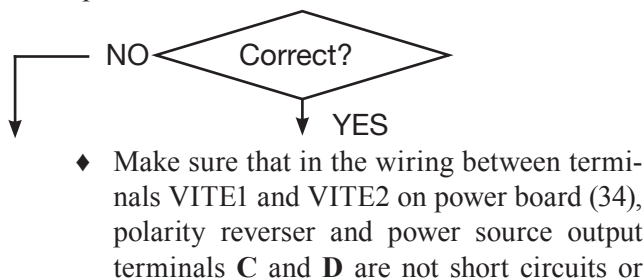 NO
Correct?
YES
♦ Make sure that in the wiring between termi-
nals VITE1 and VITE2 on power board (34),
polarity reverser and power source output
terminals C and D are not short circuits or